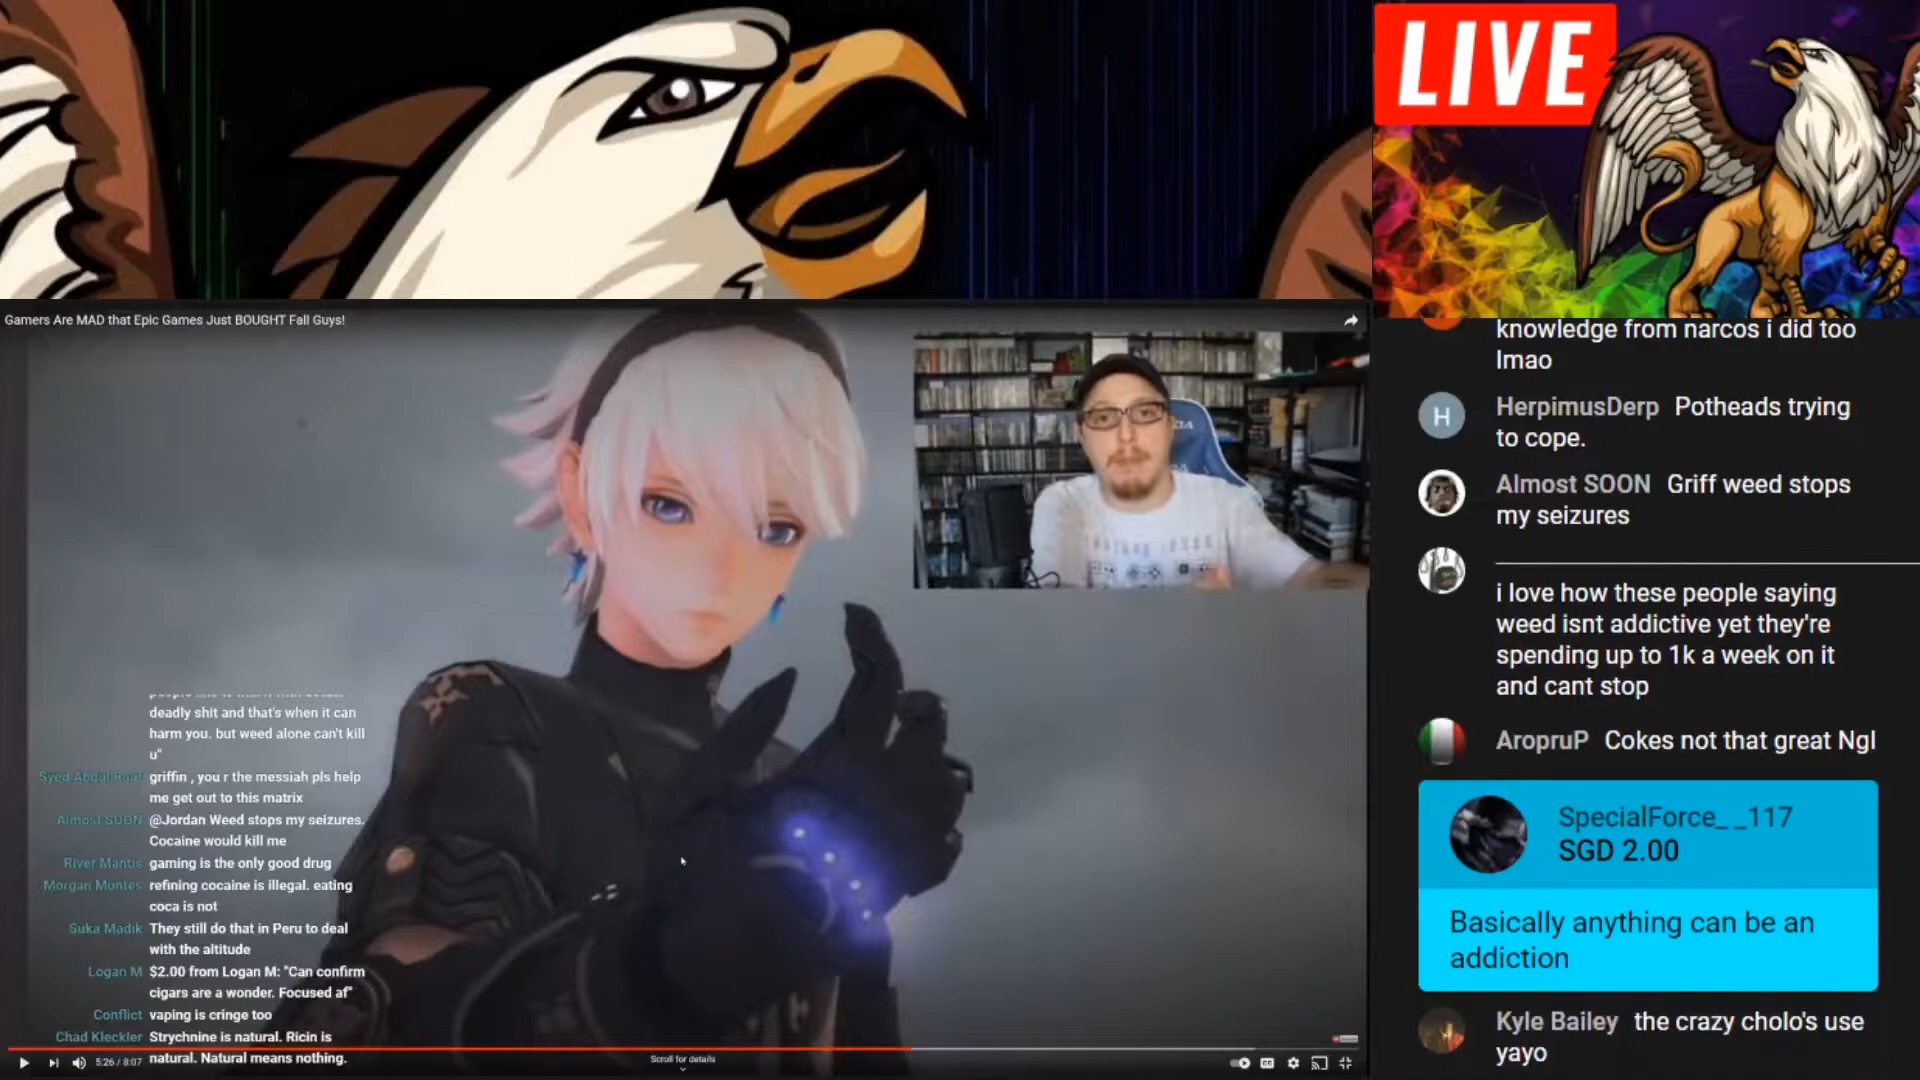 LIVE
Gamers Are MAD that Epic Games Just BOUGHT Fall Guys!
knowledge from narcos i did too
lmao
H
HerpimusDerp Potheads trying
to cope.
Almost SOON Griff weed stops
my seizures
i love how these people saying
weed isnt addictive yet they're
spending up to 1k a week on it
and cant stop
AropruP Cokes not that great Ngl
SpecialForce_ _117
SGD 2.00
Basically anything can be an
addiction
Kyle Bailey the crazy cholo's use
yayo
deadly shit and that's when it can
harm you. but weed alone can't kill
u"
griffin , you r the messiah pls help
me get out to this matrix
Almost SOON @Jordan Weed stops my seizures.
Cocaine would kill me
River Mantis gaming is the only good drug
Morgan Montes refining cocaine is illegal. eating
coca is not
Suka Madik They still do that in Peru to deal
with the altitude
Logan M $2.00 from Logan M: "Can confirm
cigars are a wonder. Focused af"
Conflict vaping is cringe too
Chad Kleckler Strychnine is natural. Ricin is
natural. Natural means nothing.
5:26 / 8:07
Scroll for details